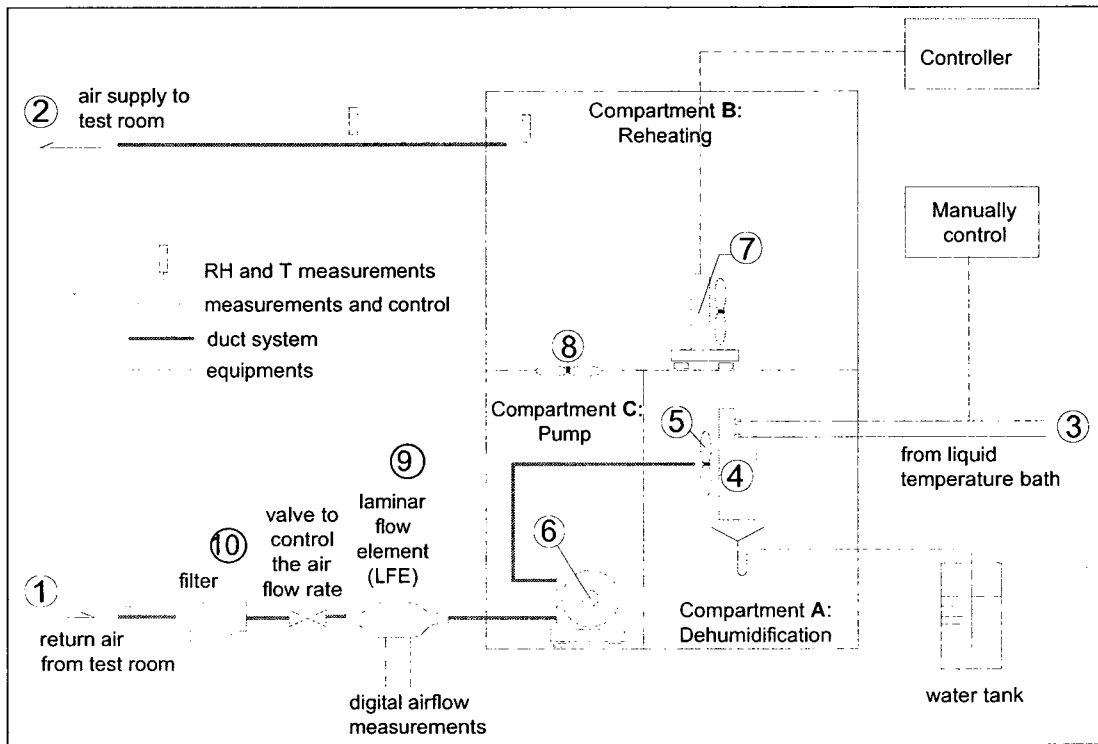 Controller
② air supply to
test room
Compartment B:
Reheating
Manually
control
⑦
RH and T measurements
measurements and control
duct system
equipments
⑧
Compartment C:
Pump
⑤
③
④
from liquid
temperature bath
⑨
laminar
flow
element
(LFE)
valve to
control
the air
flow rate
⑩
filter
⑥
①
return air
from test room
Compartment A:
Dehumidification
digital airflow
measurements
water tank